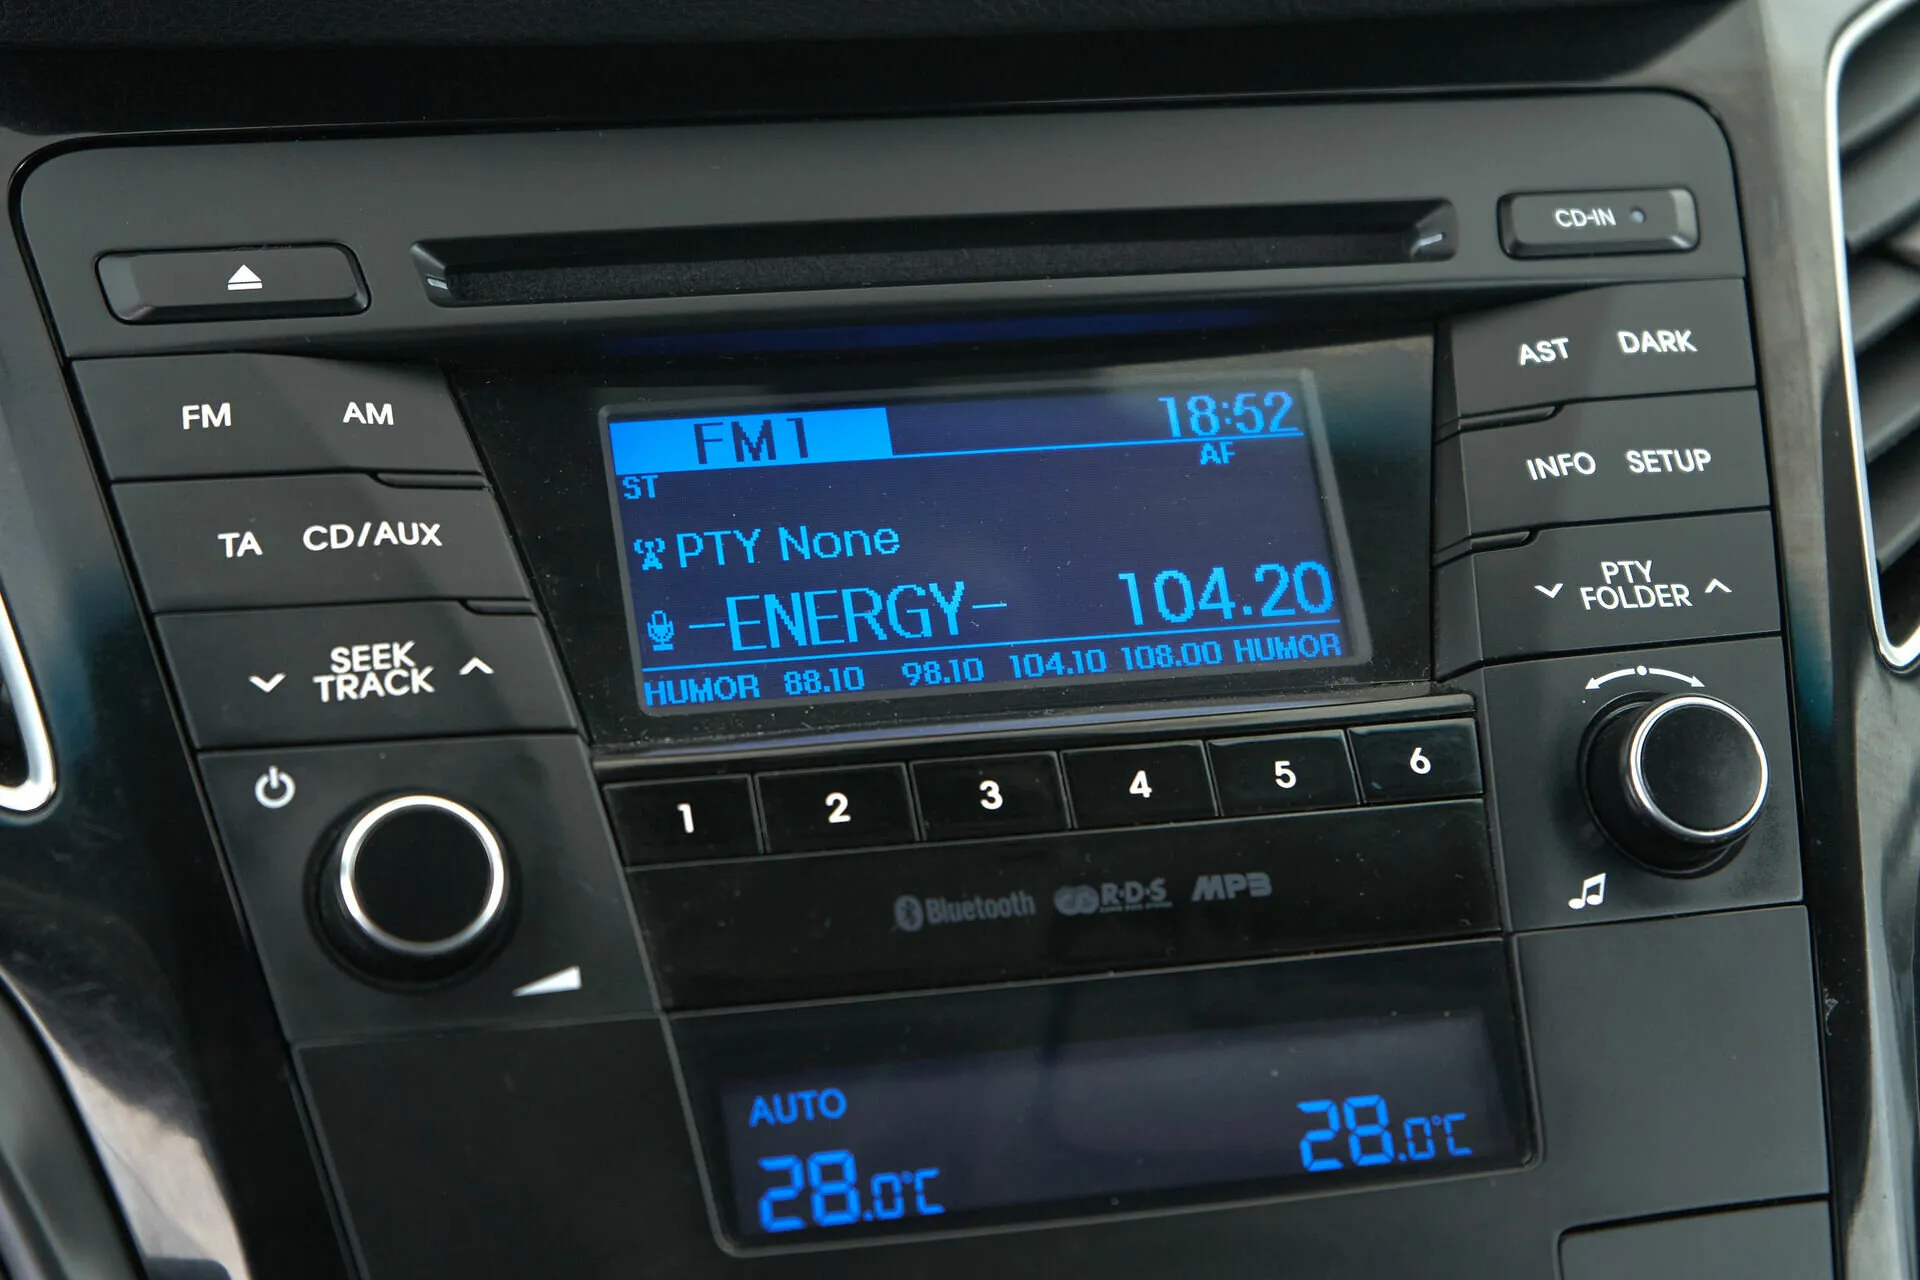 CD-IN
FM AM
AST DARK
FM1 18:52
AF
ST
INFO SETUP
TA CD/AUX
PTY None
-ENERGY- 104.20
PTY
FOLDER
SEEK
TRACK
HUMOR 88.10 98.10 104.10 108.00 HUMOR
1 2 3 4 5 6
Bluetooth R·D·S MP3
AUTO
28.0°C 28.0°C